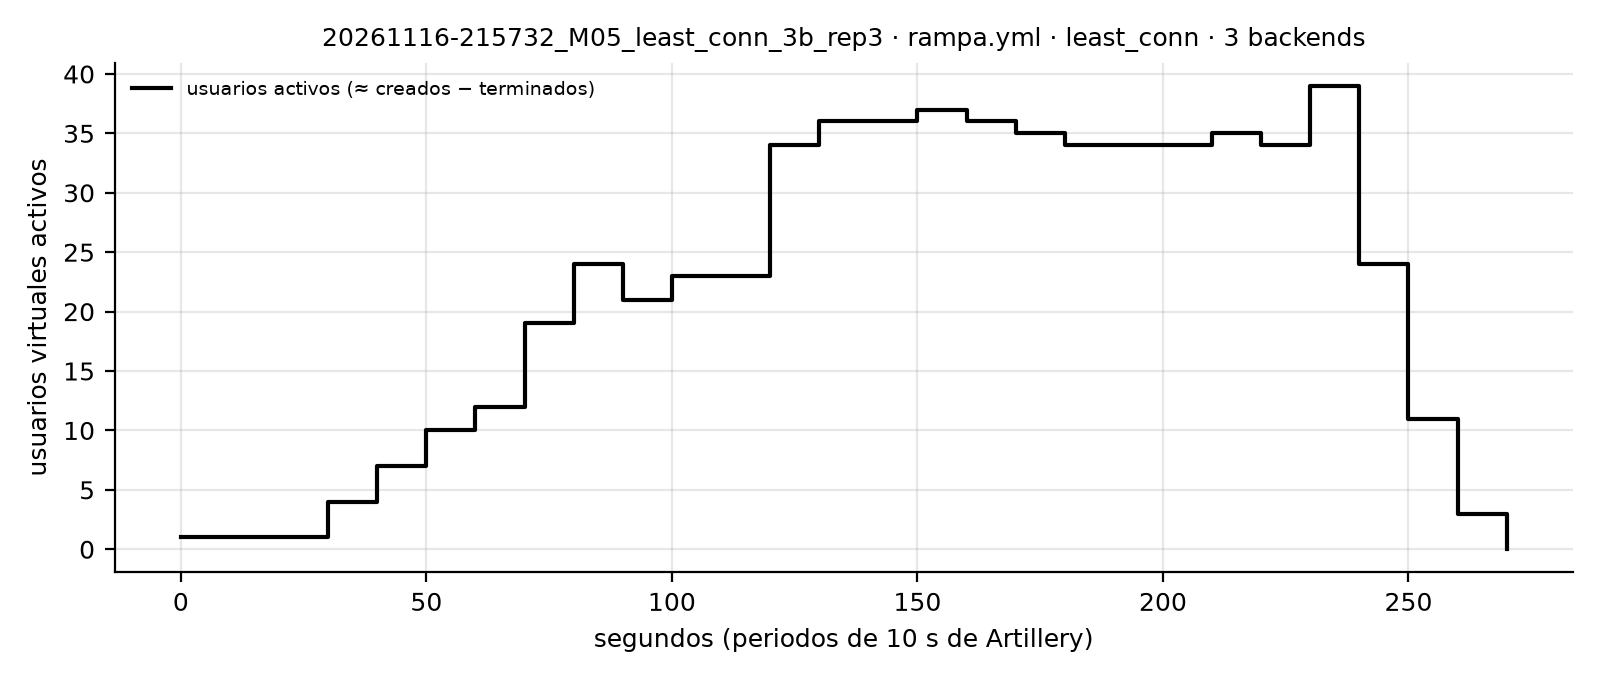 20261116-215732_M05_least_conn_3b_rep3 · rampa.yml · least_conn · 3 backends
usuarios activos (≈ creados − terminados)
usuarios virtuales activos
40
35
30
25
20
15
10
5
0
0 50 100 150 200 250
segundos (periodos de 10 s de Artillery)